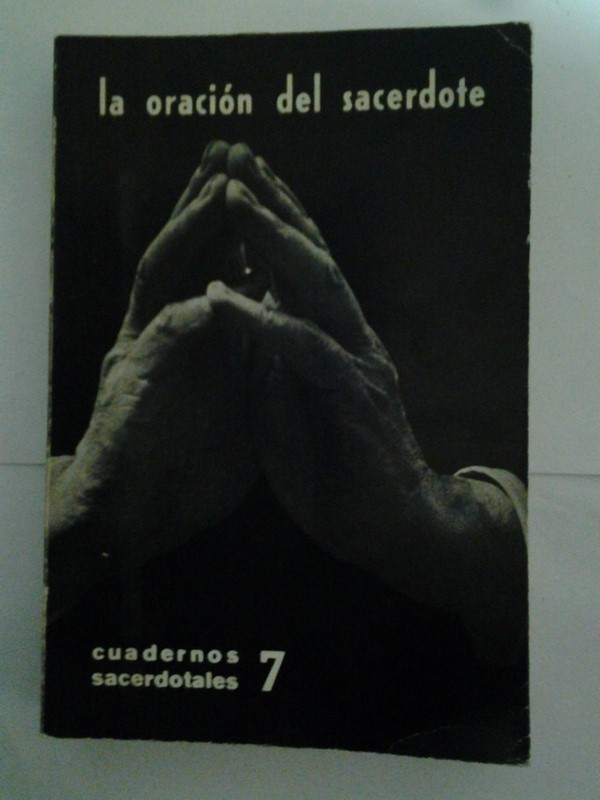 la oración del sacerdote
cuadernos
sacerdotales 7